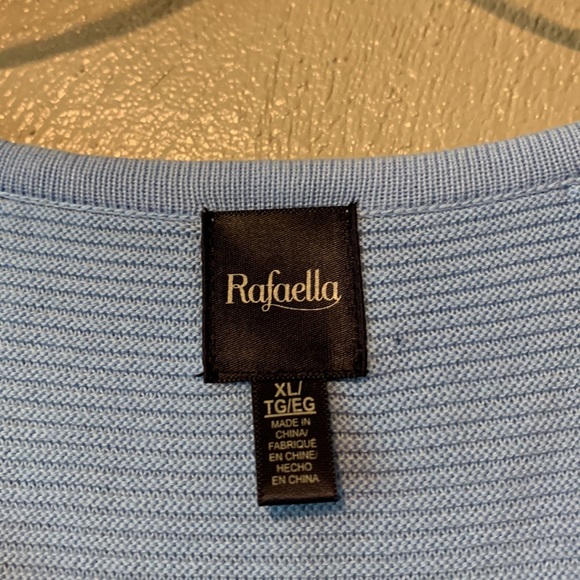 Rafaella
XL/
TG/EG
MADE IN
CHINA/
FABRIQUÉ
EN CHINE/
HECHO
EN CHINA